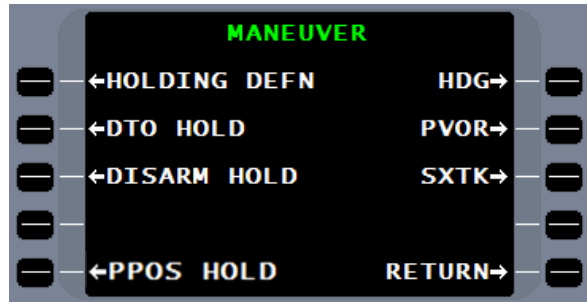 MANEUVER
←HOLDING DEFN HDG→
←DTO HOLD PVOR→
←DISARM HOLD SXTK→
←PPOS HOLD RETURN→